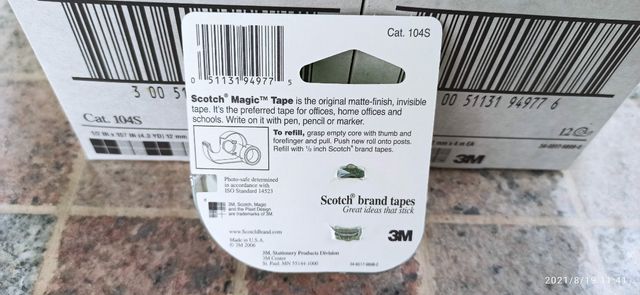 Cat. 104S
0 51131 94977 5
Scotch® Magic™ Tape is the original matte-finish, invisible
tape. It's the preferred tape for offices, home offices and
schools. Write on it with pen, pencil or marker.
To refill, grasp empty core with thumb and
forefinger and pull. Push new roll onto posts.
Refill with ½ inch Scotch® brand tapes.
Photo-safe determined
in accordance with
ISO Standard 14523
3M, Scotch, Magic
and the Plaid Design
are trademarks of 3M.
Scotch® brand tapes
Great ideas that stick
www.ScotchBrand.com
Made in U.S.A.
© 3M 2006
3M
3M Stationery Products Division
3M Center
St. Paul, MN 55144-1000
3 00 51
Cat. 104S
00 51131 94977 6
12
3M
2021/8/19 11:41